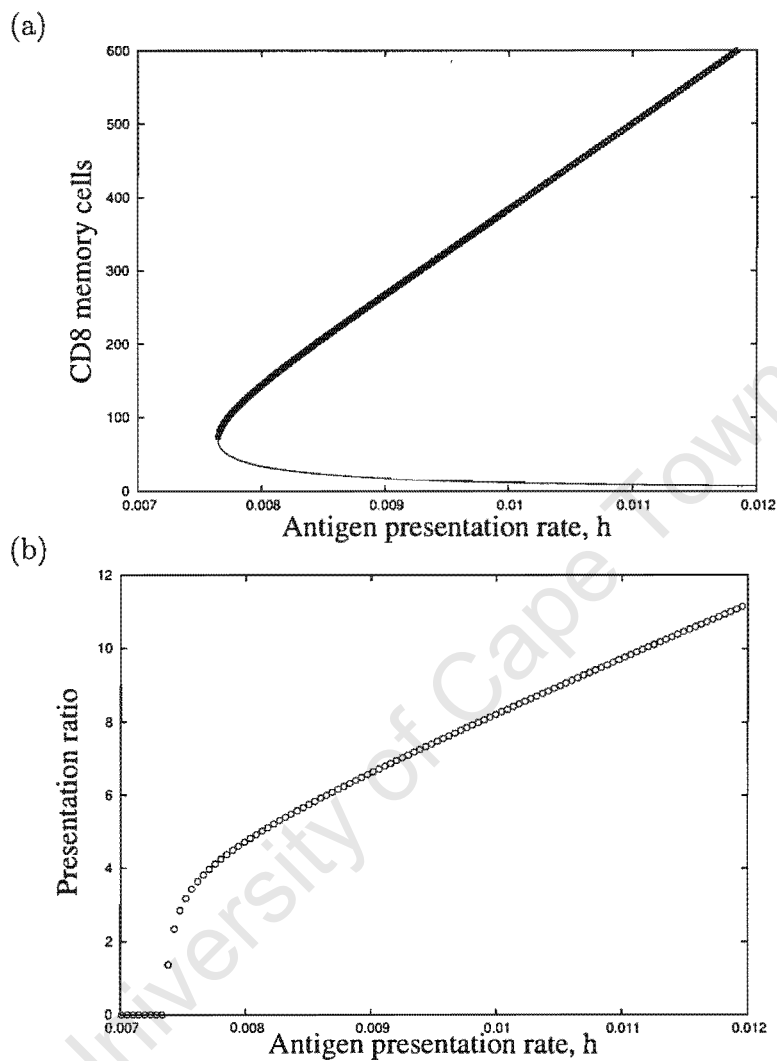 (a)
600
500
400
300
200
100
0
CD8 memory cells
0.007 0.008 0.009 0.01 0.011 0.012
Antigen presentation rate, h
(b)
12
10
8
6
4
2
0
Presentation ratio
0.007 0.008 0.009 0.01 0.011 0.012
Antigen presentation rate, h
University of Cape Town